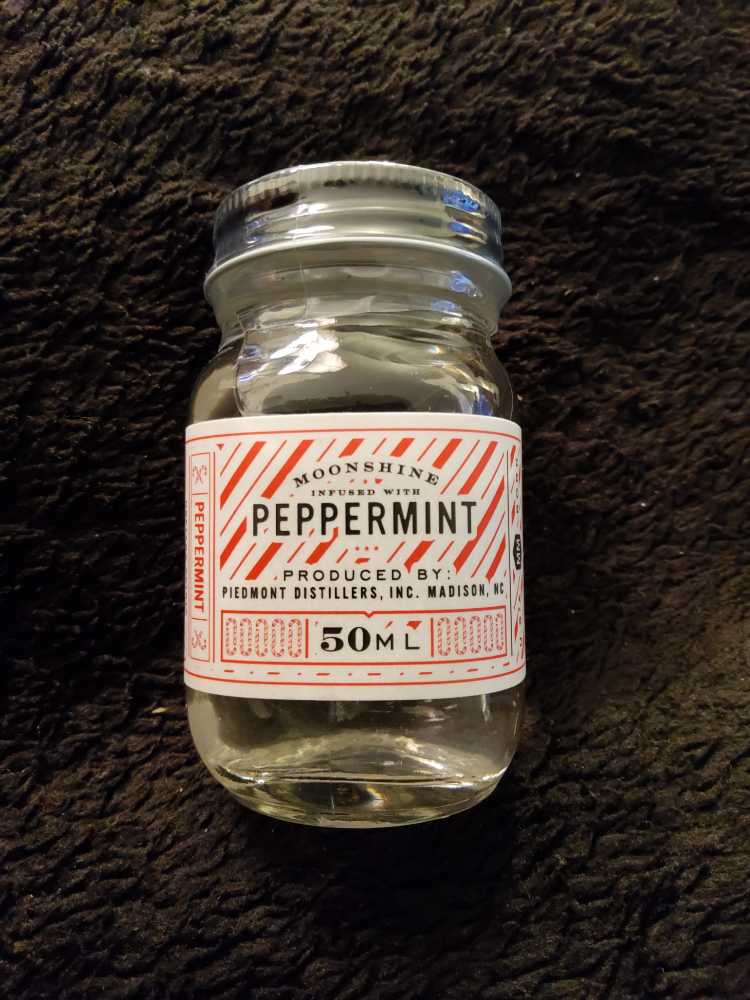 MOONSHINE
INFUSED WITH
PEPPERMINT
PRODUCED BY:
PIEDMONT DISTILLERS, INC. MADISON, NC
50ML
PEPPERMINT